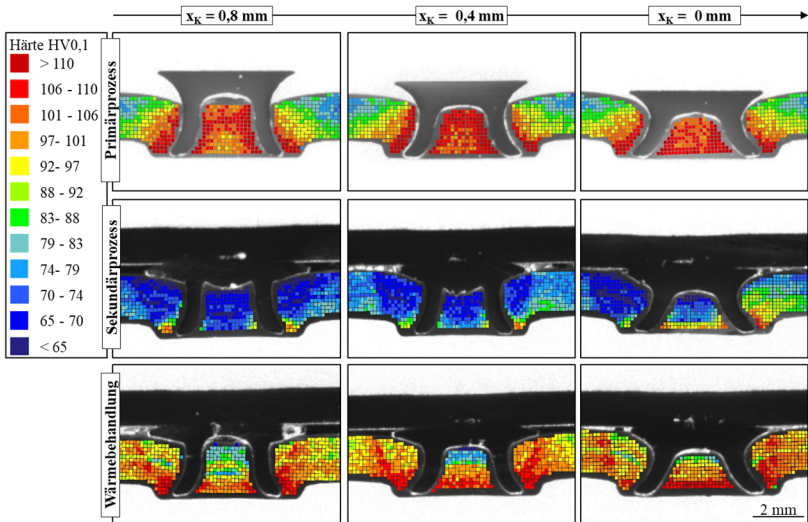 x_K = 0,8 mm
x_K = 0,4 mm
x_K = 0 mm
Härte HV0,1
> 110
106 - 110
101 - 106
97- 101
92 - 97
88 - 92
83- 88
79 - 83
74- 79
70 - 74
65 - 70
< 65
Primärprozess
Sekundärprozess
Wärmebehandlung
2 mm